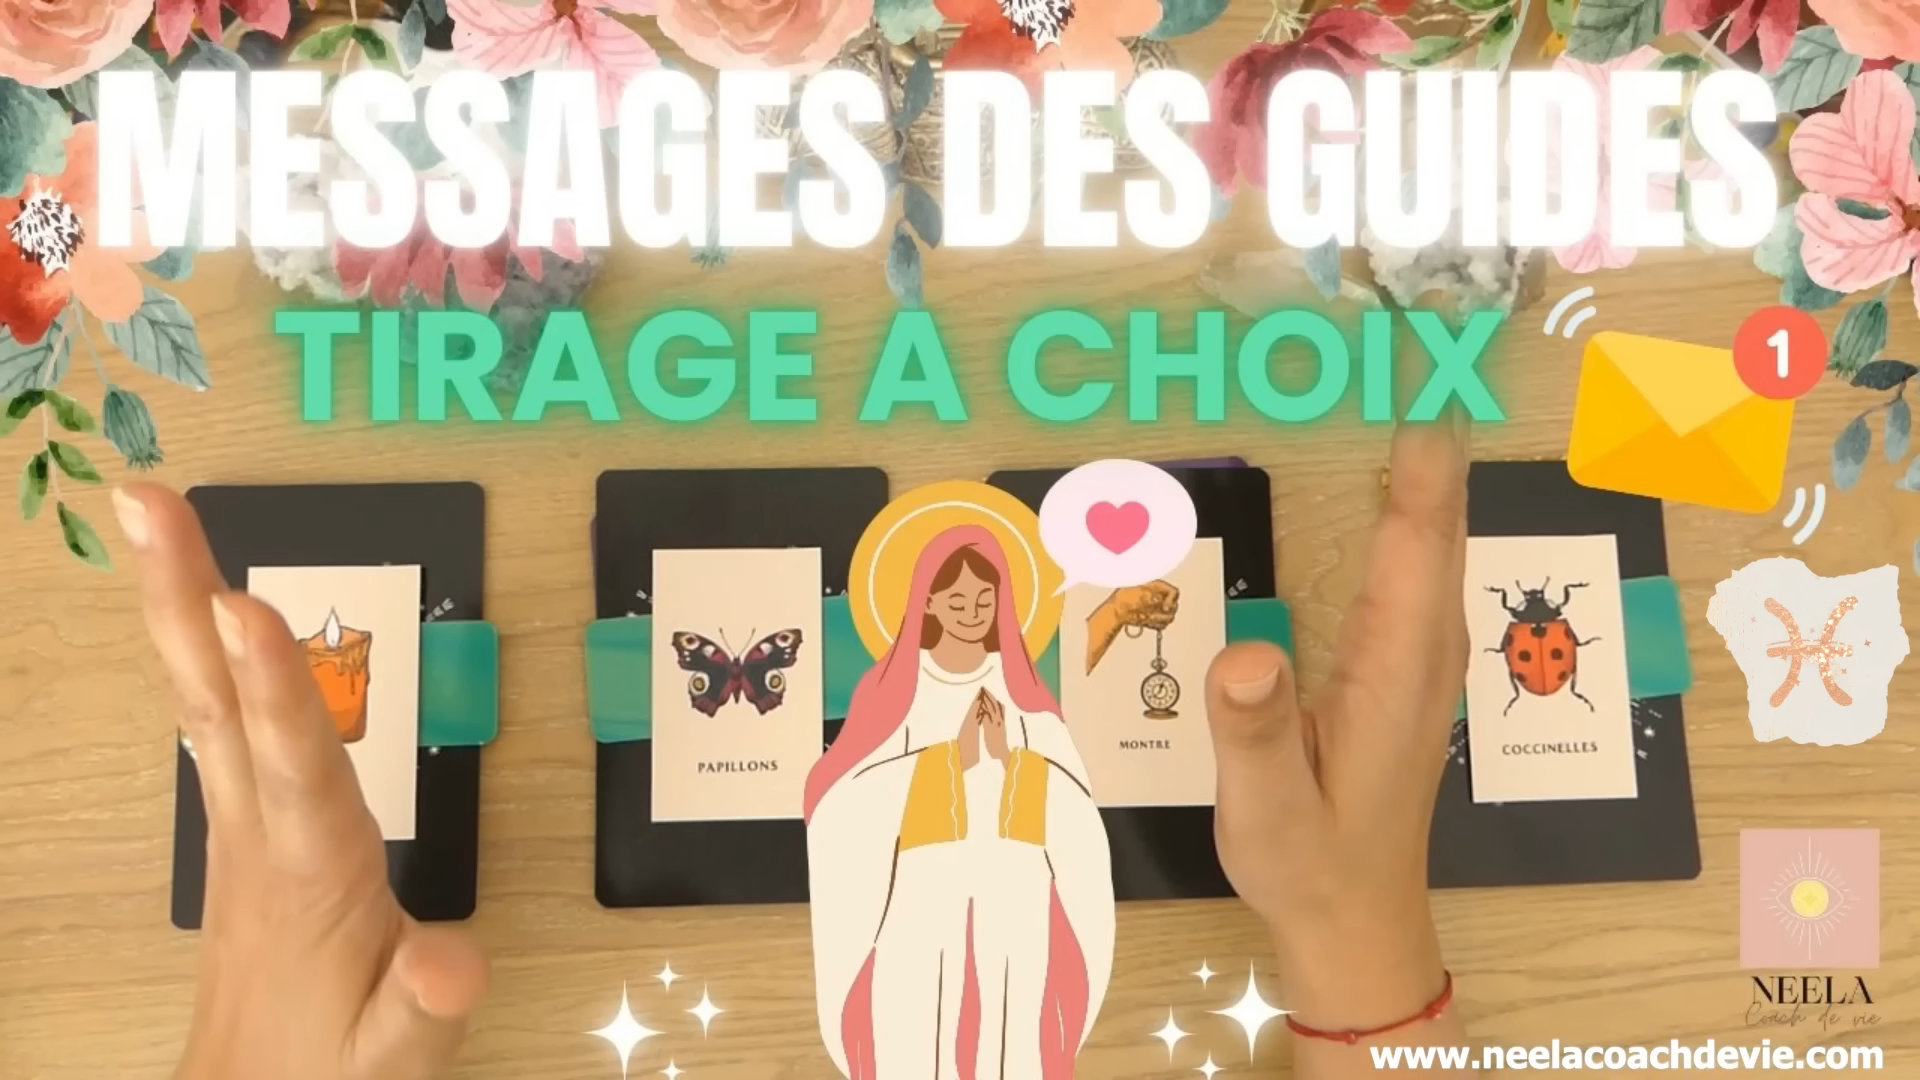 MESSAGES DES GUIDES
TIRAGE A CHOIX
1
PAPILLONS
MONTRE
COCCINELLES
NEELA
Coach de vie
www.neelacoachdevie.com